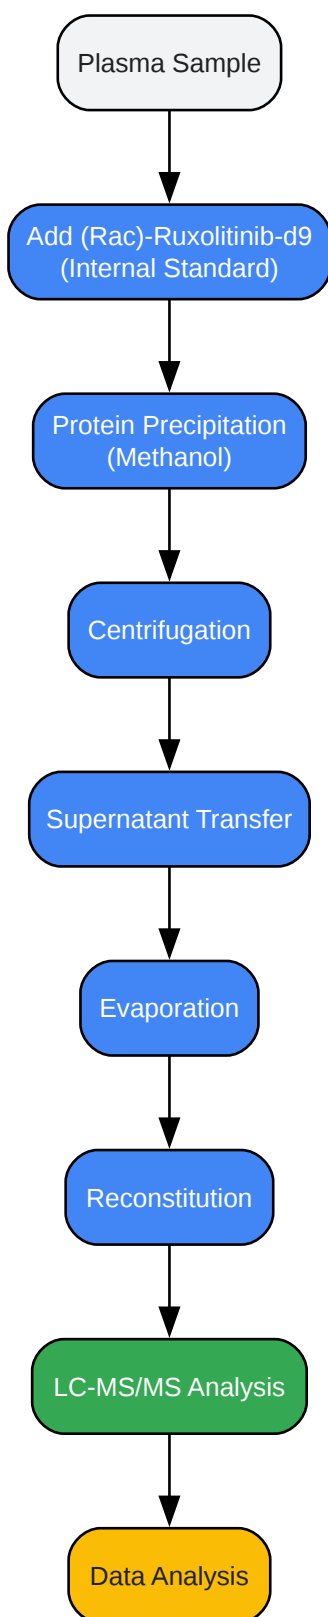 Plasma Sample
Add (Rac)-Ruxolitinib-d9
(Internal Standard)
Protein Precipitation
(Methanol)
Centrifugation
Supernatant Transfer
Evaporation
Reconstitution
LC-MS/MS Analysis
Data Analysis